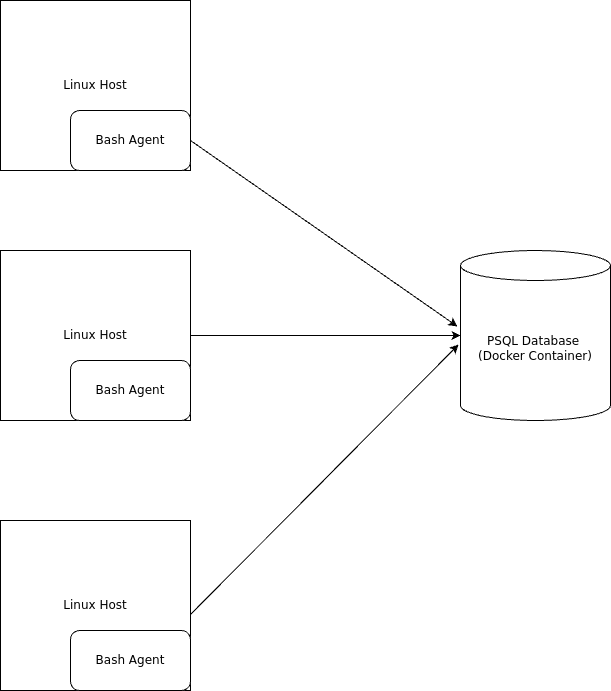 Linux Host
Bash Agent
Linux Host
Bash Agent
PSQL Database
(Docker Container)
Linux Host
Bash Agent